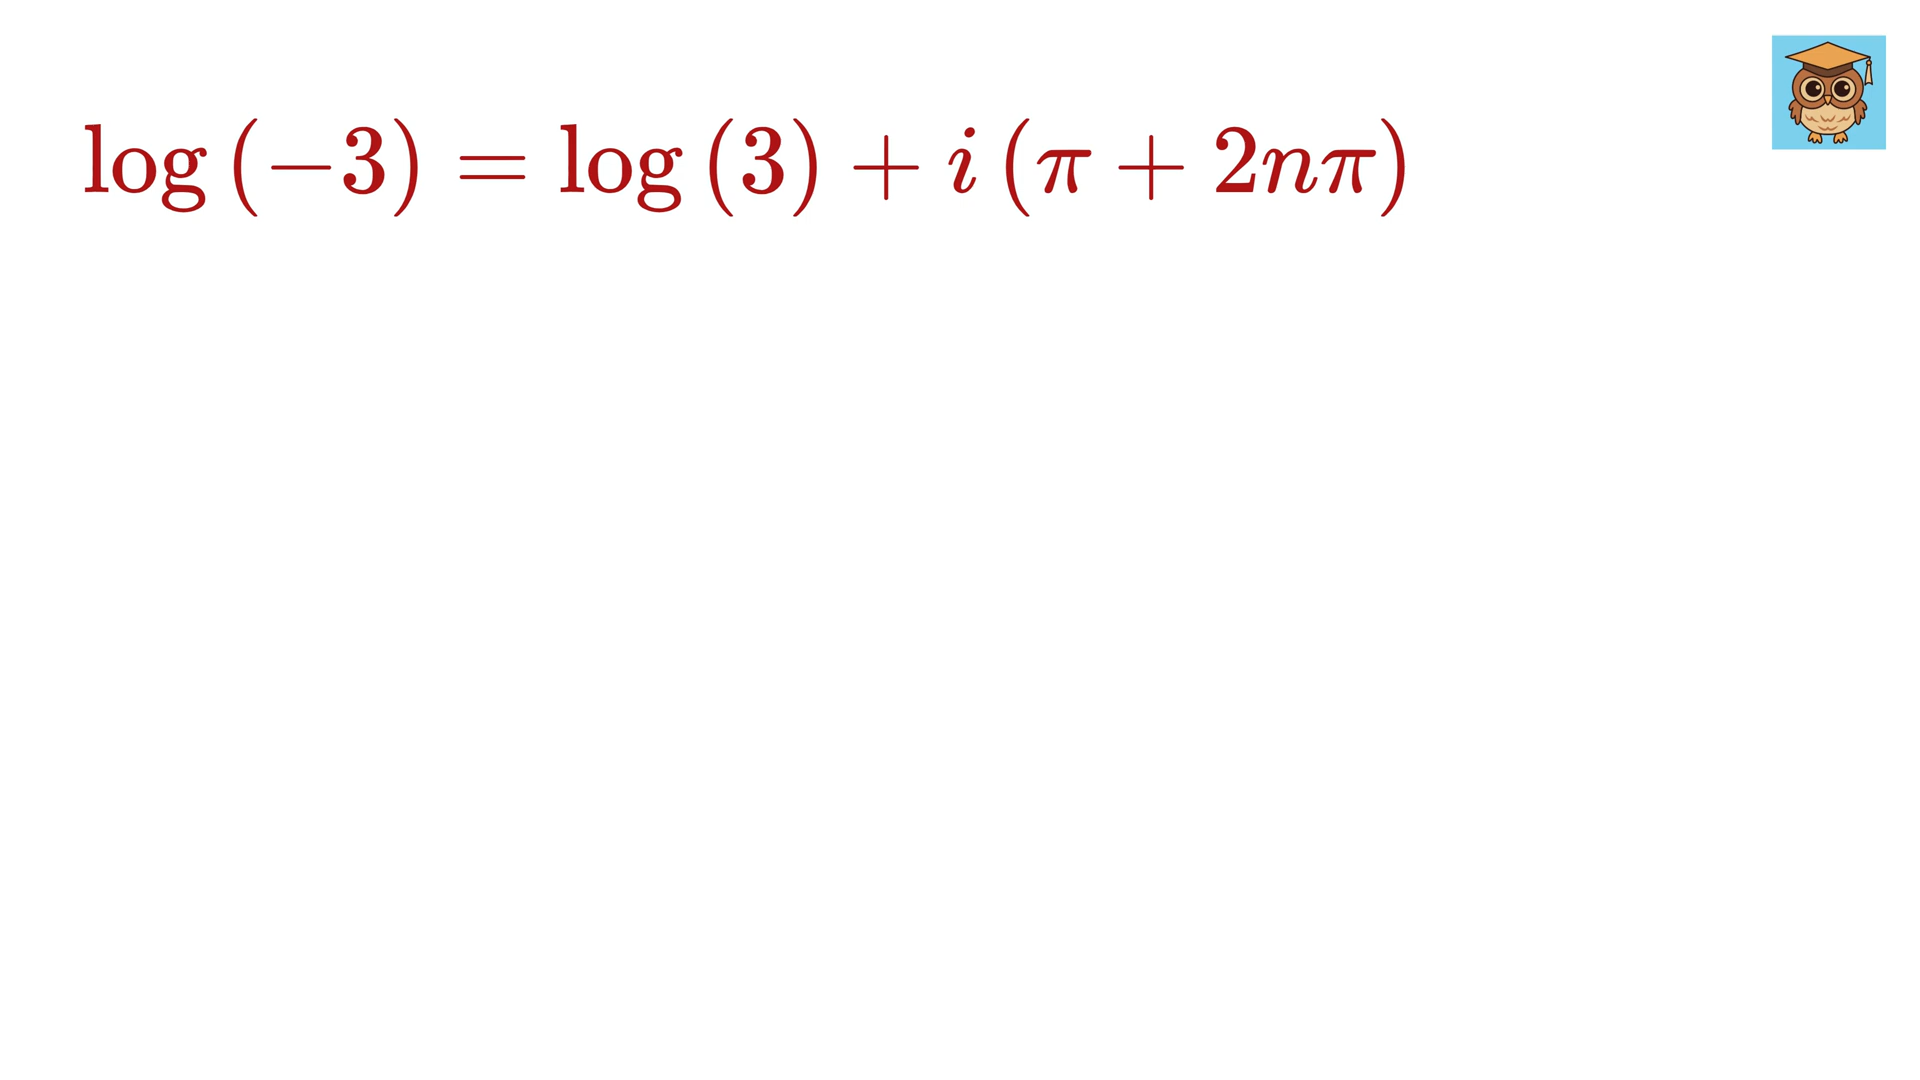 log (−3) = log (3) + i (π + 2nπ)